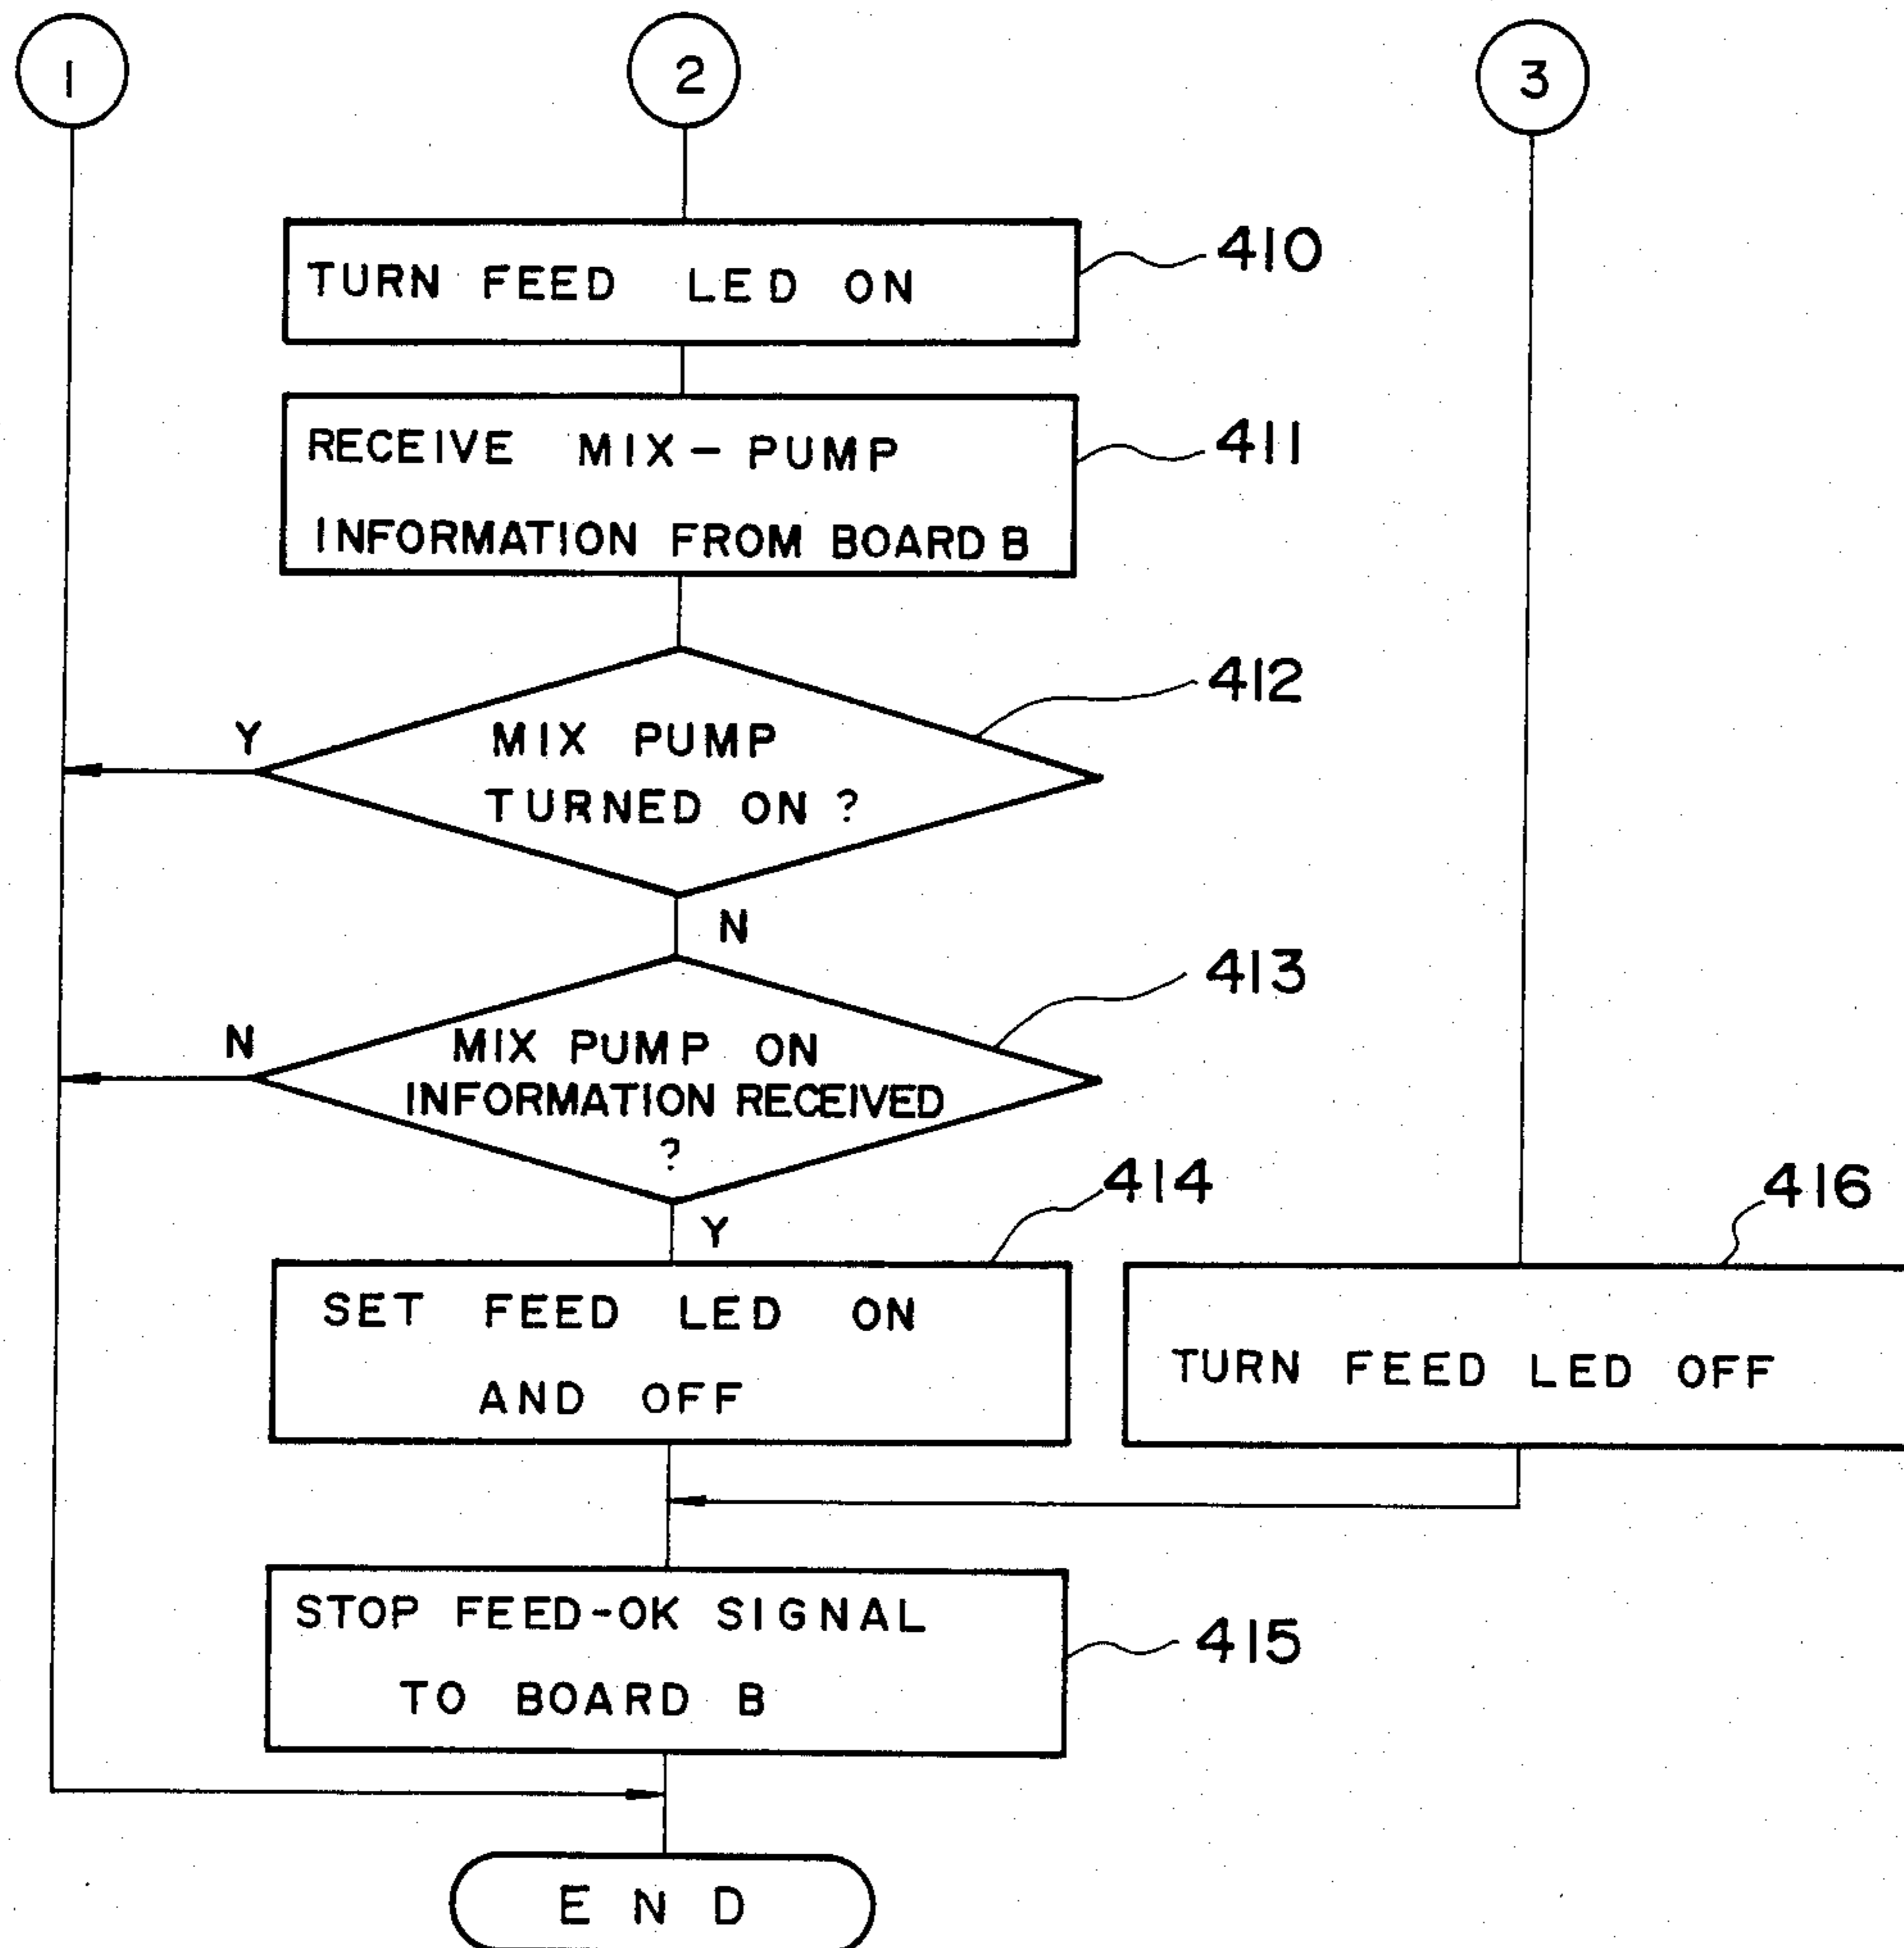 1
2
3
TURN FEED LED ON
410
RECEIVE MIX-PUMP
INFORMATION FROM BOARD B
411
MIX PUMP
TURNED ON ?
412
Y
N
MIX PUMP ON
INFORMATION RECEIVED
?
413
N
Y
SET FEED LED ON
AND OFF
414
TURN FEED LED OFF
416
STOP FEED-OK SIGNAL
TO BOARD B
415
END